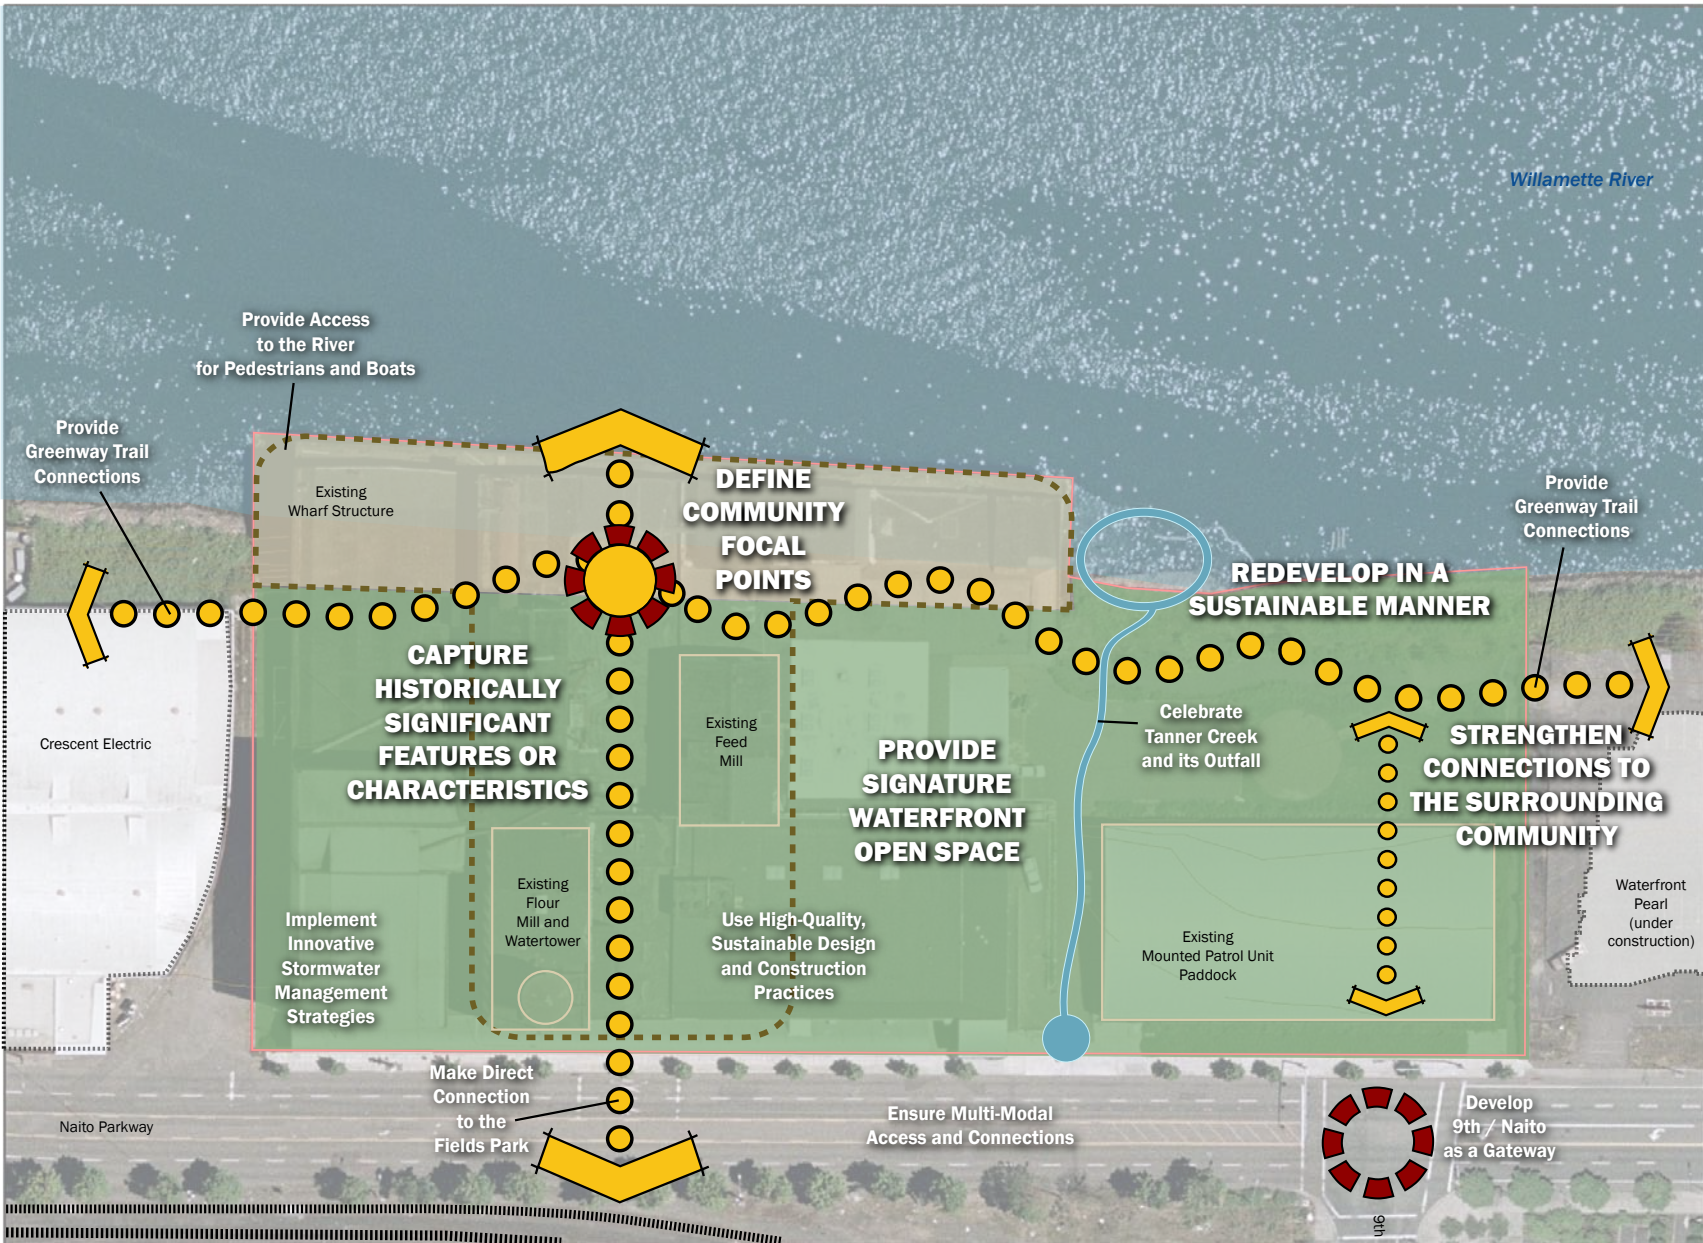 Willamette River
Provide Access
to the River
for Pedestrians and Boats
Provide
Greenway Trail
Connections
Existing
Wharf Structure
DEFINE
COMMUNITY
FOCAL
POINTS
Provide
Greenway Trail
Connections
REDEVELOP IN A
SUSTAINABLE MANNER
CAPTURE
HISTORICALLY
SIGNIFICANT
FEATURES OR
CHARACTERISTICS
Crescent Electric
Existing
Feed
Mill
PROVIDE
SIGNATURE
WATERFRONT
OPEN SPACE
Celebrate
Tanner Creek
and its Outfall
STRENGTHEN
CONNECTIONS TO
THE SURROUNDING
COMMUNITY
Implement
Innovative
Stormwater
Management
Strategies
Existing
Flour
Mill and
Watertower
Use High-Quality,
Sustainable Design
and Construction
Practices
Existing
Mounted Patrol Unit
Paddock
Waterfront
Pearl
(under
construction)
Naito Parkway
Make Direct
Connection
to the
Fields Park
Ensure Multi-Modal
Access and Connections
Develop
9th / Naito
as a Gateway
9th